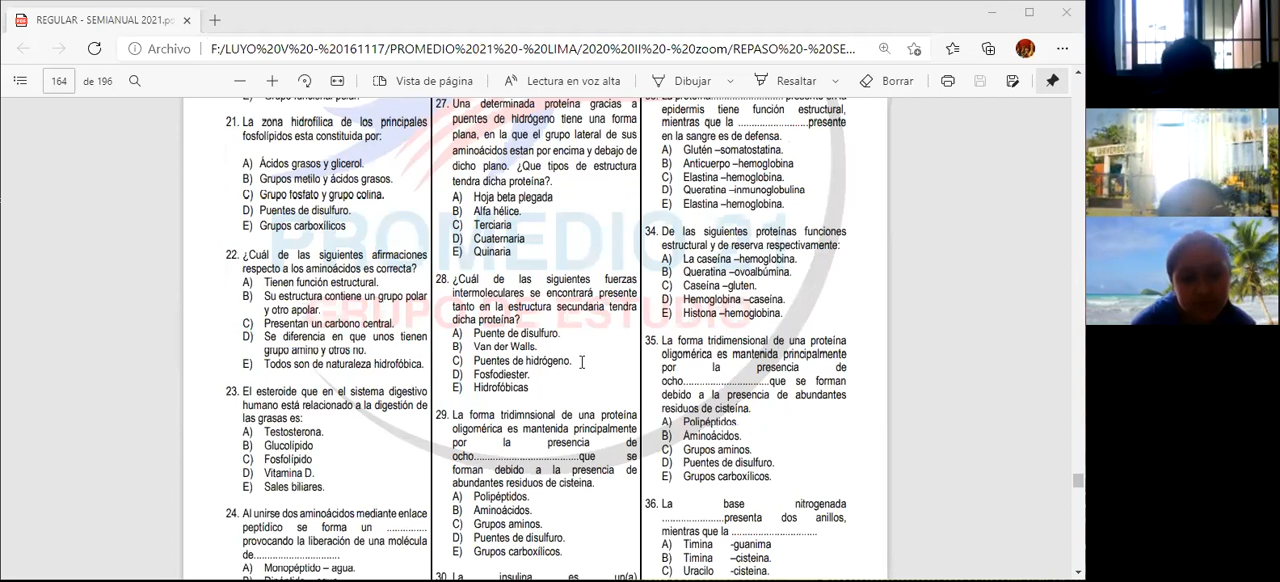 REGULAR - SEMIANUAL 2021.pd
Archivo
F:/LUYO%20V%20-%20161117/PROMEDIO%2021%20-%20LIMA/2020%20II%20-%20zoom/REPASO%20-%20SE...
164
de 196
Vista de página
Lectura en voz alta
Dibujar
Resaltar
Borrar
E) Grupo funcional polar.
21. La zona hidrofílica de los principales
fosfolípidos esta constituida por:
A) Ácidos grasos y glicerol.
B) Grupos metilo y ácidos grasos.
C) Grupo fosfato y grupo colina.
D) Puentes de disulfuro.
E) Grupos carboxílicos
22. ¿Cuál de las siguientes afirmaciones
respecto a los aminoácidos es correcta?
A) Tienen función estructural.
B) Su estructura contiene un grupo polar
y otro apolar.
C) Presentan un carbono central.
D) Se diferencia en que unos tienen
grupo amino y otros no.
E) Todos son de naturaleza hidrofóbica.
23. El esteroide que en el sistema digestivo
humano está relacionado a la digestión de
las grasas es:
A) Testosterona.
B) Glucolípido
C) Fosfolípido
D) Vitamina D.
E) Sales biliares.
24. Al unirse dos aminoácidos mediante enlace
peptídico se forma un ..............
provocando la liberación de una molécula
de..............................
A) Monopéptido – agua.
27. Una determinada proteína gracias a
puentes de hidrógeno tiene una forma
plana, en la que el grupo lateral de sus
aminoácidos estan por encima y debajo de
dicho plano. ¿Que tipos de estructura
tendra dicha proteína?.
A) Hoja beta plegada
B) Alfa hélice.
C) Terciaria
D) Cuaternaria
E) Quinaria
28. ¿Cuál de las siguientes fuerzas
intermoleculares se encontrará presente
tanto en la estructura secundaria tendra
dicha proteína?
A) Puente de disulfuro.
B) Van der Walls.
C) Puentes de hidrógeno.
D) Fosfodiester.
E) Hidrofóbicas
29. La forma tridimnsional de una proteína
oligomérica es mantenida principalmente
por la presencia de
ocho..............................que se
forman debido a la presencia de
abundantes residuos de cisteina.
A) Polipéptidos.
B) Aminoácidos.
C) Grupos aminos.
D) Puentes de disulfuro.
E) Grupos carboxílicos.
30. La insulina es un(a)
epidermis tiene función estructural,
mientras que la ........................presente
en la sangre es de defensa.
A) Glutén –somatostatina.
B) Anticuerpo –hemoglobina
C) Elastina –hemoglobina.
D) Queratina –inmunoglobulina
E) Elastina –hemoglobina.
34. De las siguientes proteínas funciones
estructural y de reserva respectivamente:
A) La caseína –hemoglobina.
B) Queratina –ovoalbúmina.
C) Caseína –gluten.
D) Hemoglobina –caseína.
E) Histona –hemoglobina.
35. La forma tridimensional de una proteína
oligomérica es mantenida principalmente
por la presencia de
ocho..............................que se forman
debido a la presencia de abundantes
residuos de cisteína.
A) Polipéptidos.
B) Aminoácidos.
C) Grupos aminos.
D) Puentes de disulfuro.
E) Grupos carboxílicos.
36. La base nitrogenada
......................presenta dos anillos,
mientras que la ..............................
A) Timina -guanima
B) Timina –cisteina.
C) Uracilo -cisteina.